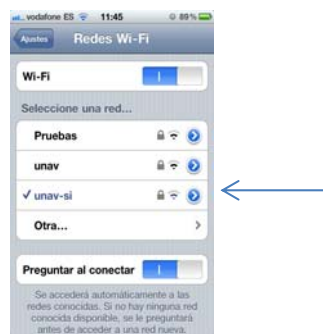 vodafone ES 11:45 89%
Ajustes Redes Wi-Fi
Wi-Fi
Seleccione una red...
Pruebas
unav
✓ unav-si
Otra...
Preguntar al conectar
Se accederá automáticamente a las
redes conocidas. Si no hay ninguna red
conocida disponible, se le preguntará
antes de acceder a una red nueva.